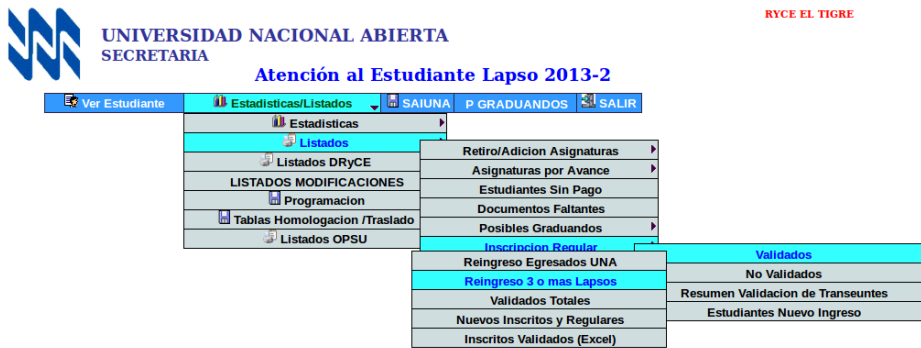 RYCE EL TIGRE
UNIVERSIDAD NACIONAL ABIERTA
SECRETARIA
Atención al Estudiante Lapso 2013-2
Ver Estudiante
Estadisticas/Listados
SAIUNA
P GRADUANDOS
SALIR
Estadisticas
Listados
Listados DRyCE
LISTADOS MODIFICACIONES
Programacion
Tablas Homologacion /Traslado
Listados OPSU
Retiro/Adicion Asignaturas
Asignaturas por Avance
Estudiantes Sin Pago
Documentos Faltantes
Posibles Graduandos
Inscripcion Regular
Validados
No Validados
Resumen Validacion de Transeuntes
Estudiantes Nuevo Ingreso
Reingreso Egresados UNA
Reingreso 3 o mas Lapsos
Validados Totales
Nuevos Inscritos y Regulares
Inscritos Validados (Excel)